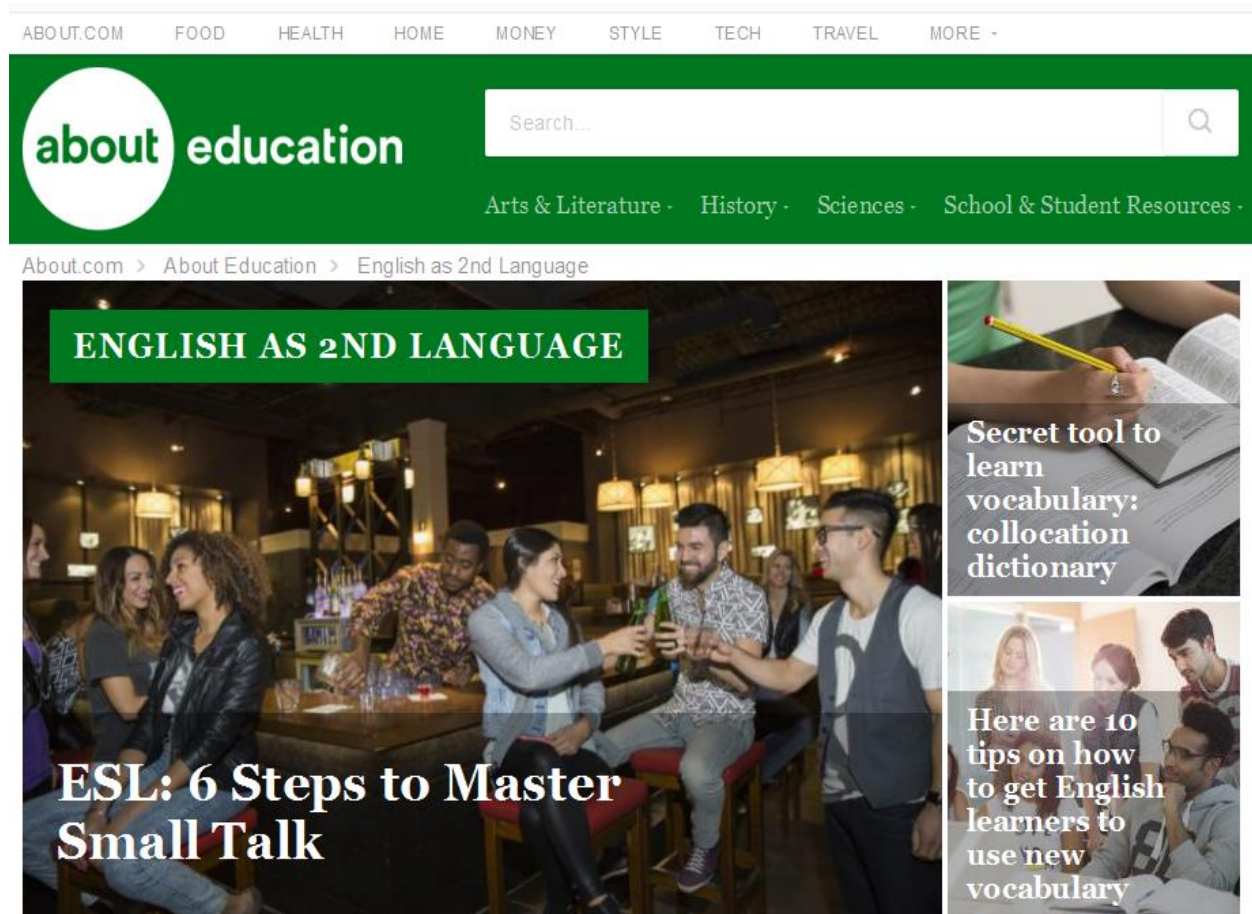 ABOUT.COM FOOD HEALTH HOME MONEY STYLE TECH TRAVEL MORE
about education
Search...
Arts & Literature History Sciences School & Student Resources
About.com > About Education > English as 2nd Language
ENGLISH AS 2ND LANGUAGE
ESL: 6 Steps to Master
Small Talk
Secret tool to
learn
vocabulary:
collocation
dictionary
Here are 10
tips on how
to get English
learners to
use new
vocabulary